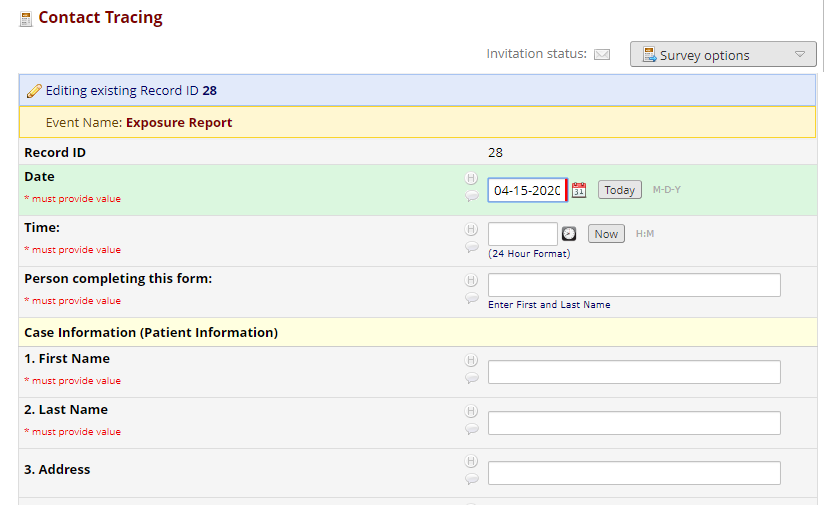 Contact Tracing
Invitation status:
Survey options
Editing existing Record ID 28
Event Name: Exposure Report
Record ID 28
Date
* must provide value
H
04-15-2020
31
Today
M-D-Y
Time:
* must provide value
H
Now
H:M
(24 Hour Format)
Person completing this form:
* must provide value
H
Enter First and Last Name
Case Information (Patient Information)
1. First Name
* must provide value
H
2. Last Name
* must provide value
H
3. Address
H